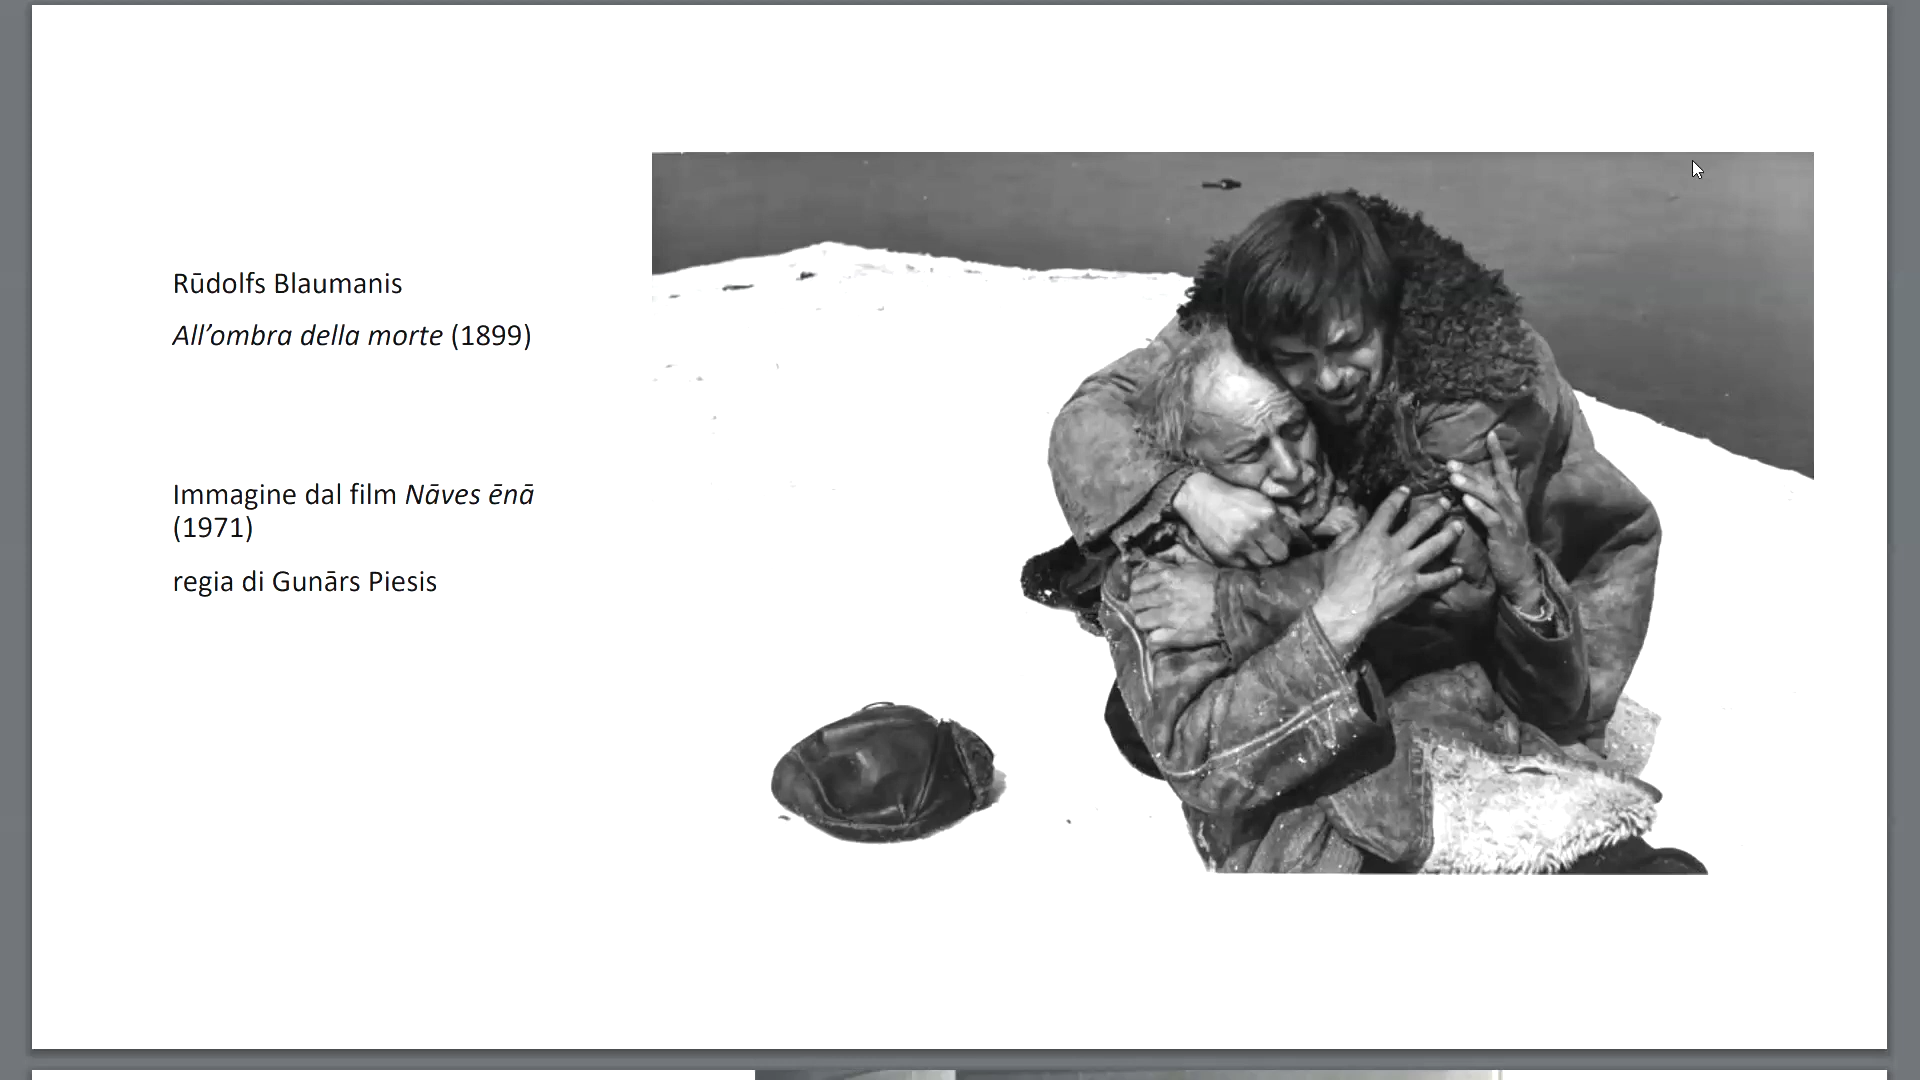 Rūdolfs Blaumanis
All’ombra della morte (1899)
Immagine dal film Nāves ēnā
(1971)
regia di Gunārs Piesis